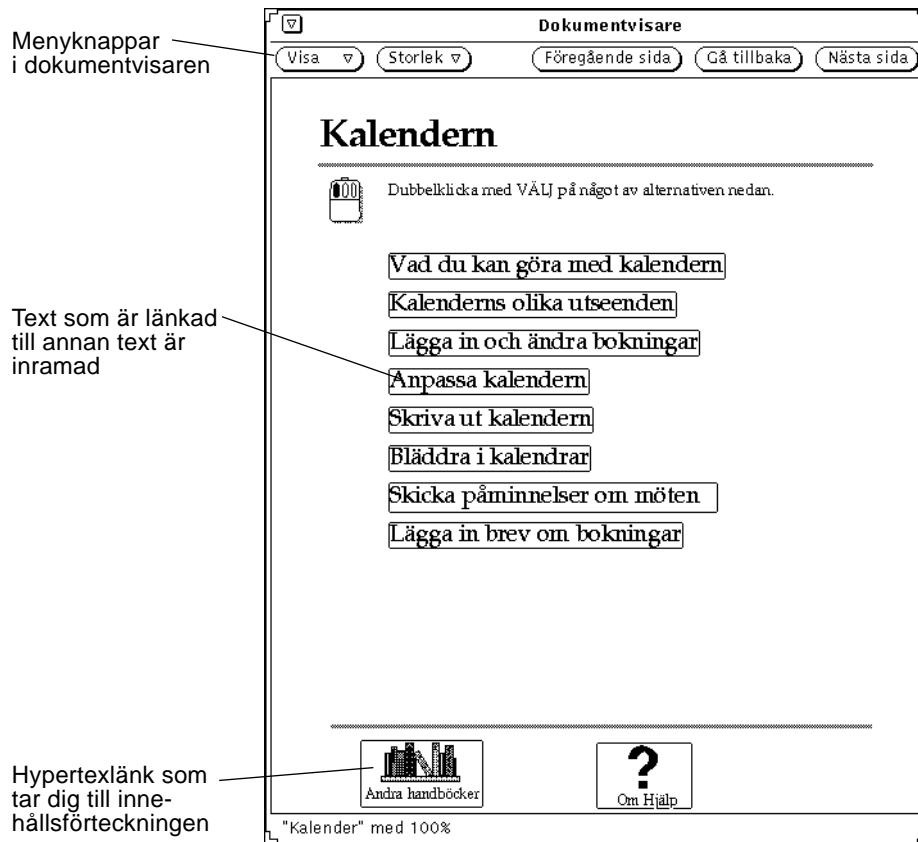 Dokumentvisare
Menyknappar
i dokumentvisaren
Visa
Storlek
Föregående sida
Gå tillbaka
Nästa sida
Kalendern
Dubbelklicka med VÄLJ på något av alternativen nedan.
Vad du kan göra med kalendern
Kalenderns olika utseenden
Text som är länkad
till annan text är
inramad
Lägga in och ändra bokningar
Anpassa kalendern
Skriva ut kalendern
Bläddra i kalendrar
Skicka påminnelser om möten
Lägga in brev om bokningar
Hypertexlänk som
tar dig till inne-
hållsförteckningen
Andra handböcker
?
Om Hjälp
"Kalender" med 100%